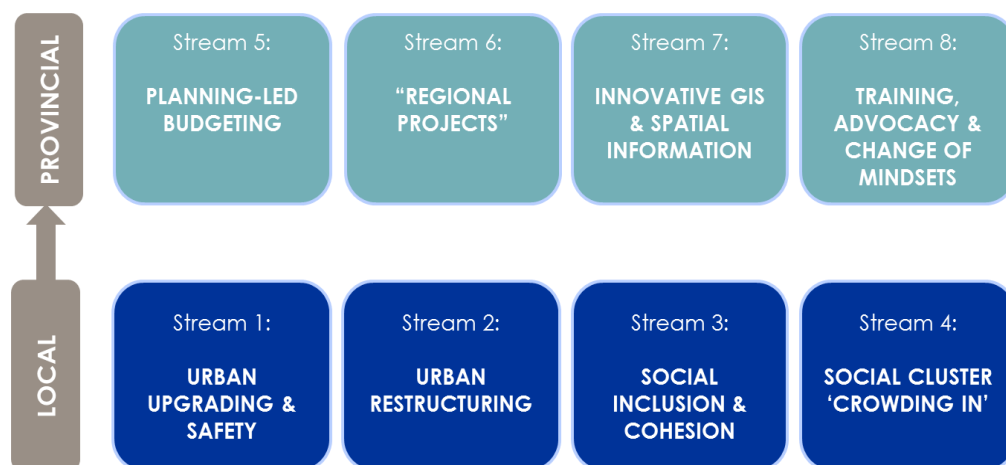 PROVINCIAL
Stream 5:
PLANNING-LED
BUDGETING
Stream 6:
“REGIONAL
PROJECTS”
Stream 7:
INNOVATIVE GIS
& SPATIAL
INFORMATION
Stream 8:
TRAINING,
ADVOCACY &
CHANGE OF
MINDSETS
LOCAL
Stream 1:
URBAN
UPGRADING &
SAFETY
Stream 2:
URBAN
RESTRUCTURING
Stream 3:
SOCIAL
INCLUSION &
COHESION
Stream 4:
SOCIAL CLUSTER
‘CROWDING IN’